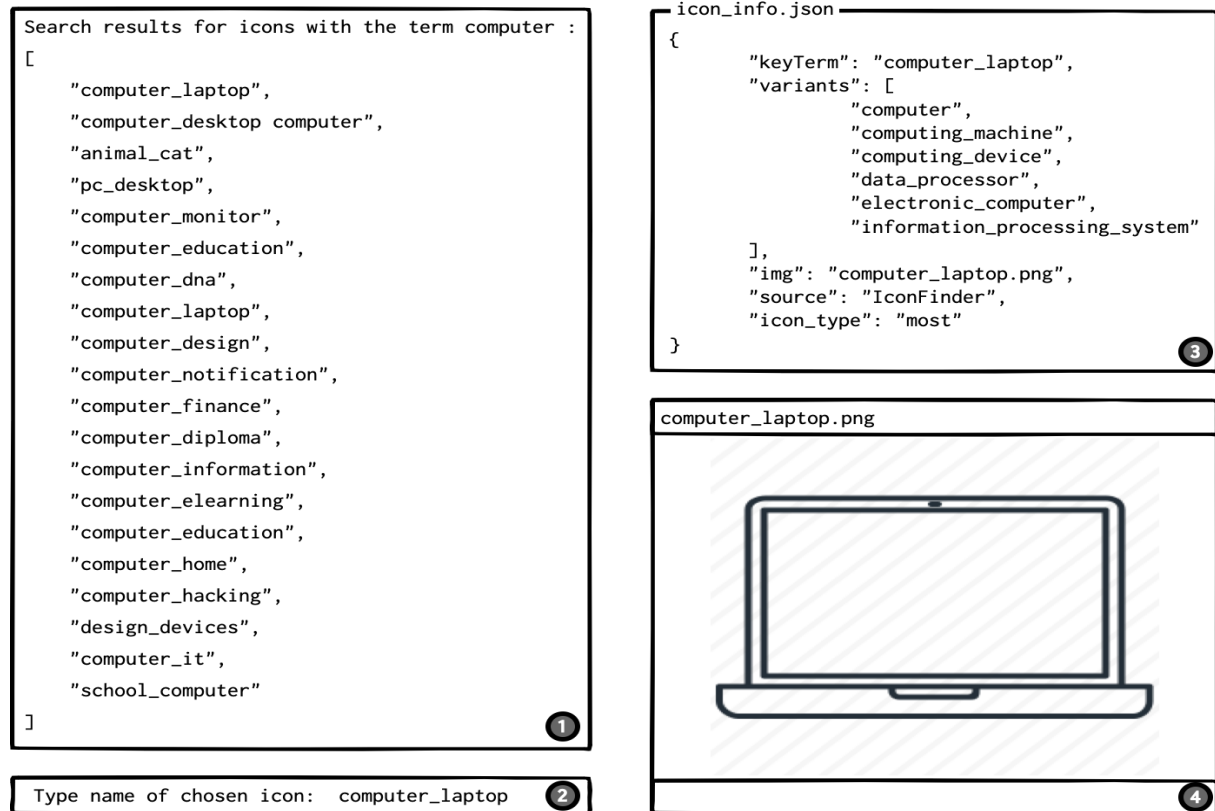 Search results for icons with the term computer :
[
"computer_laptop",
"computer_desktop computer",
"animal_cat",
"pc_desktop",
"computer_monitor",
"computer_education",
"computer_dna",
"computer_laptop",
"computer_design",
"computer_notification",
"computer_finance",
"computer_diploma",
"computer_information",
"computer_elearning",
"computer_education",
"computer_home",
"computer_hacking",
"design_devices",
"computer_it",
"school_computer"
]
1
Type name of chosen icon: computer_laptop
2
icon_info.json
{
"keyTerm": "computer_laptop",
"variants": [
"computer",
"computing_machine",
"computing_device",
"data_processor",
"electronic_computer",
"information_processing_system"
],
"img": "computer_laptop.png",
"source": "IconFinder",
"icon_type": "most"
}
3
computer_laptop.png
4